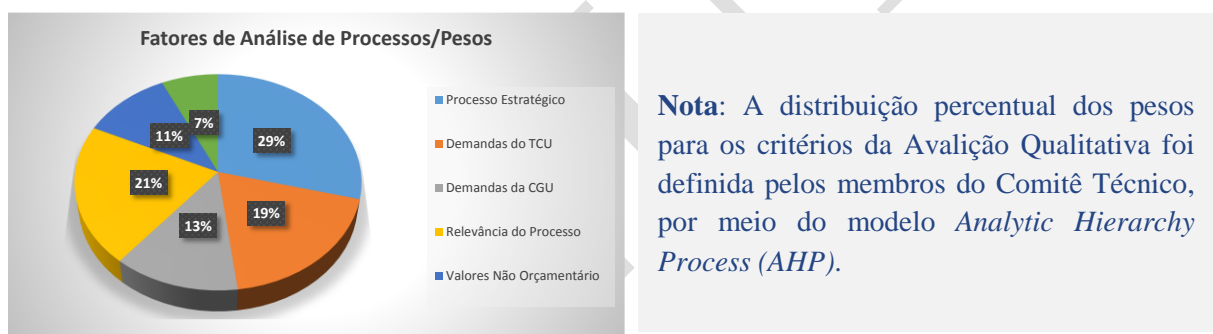 Fatores de Análise de Processos/Pesos
7%
11%
29%
21%
13%
19%
Processo Estratégico
Demandas do TCU
Demandas da CGU
Relevância do Processo
Valores Não Orçamentário
Nota: A distribuição percentual dos pesos
para os critérios da Avalição Qualitativa foi
definida pelos membros do Comitê Técnico,
por meio do modelo Analytic Hierarchy
Process (AHP).